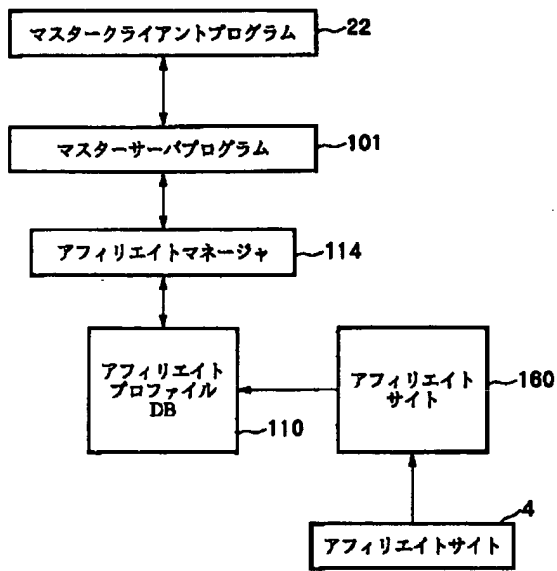 マスタークライアントプログラム
22
マスターサーバプログラム
101
アフィリエイトマネージャ
114
アフィリエイト
プロファイル
DB
110
アフィリエイト
サイト
160
4
アフィリエイトサイト